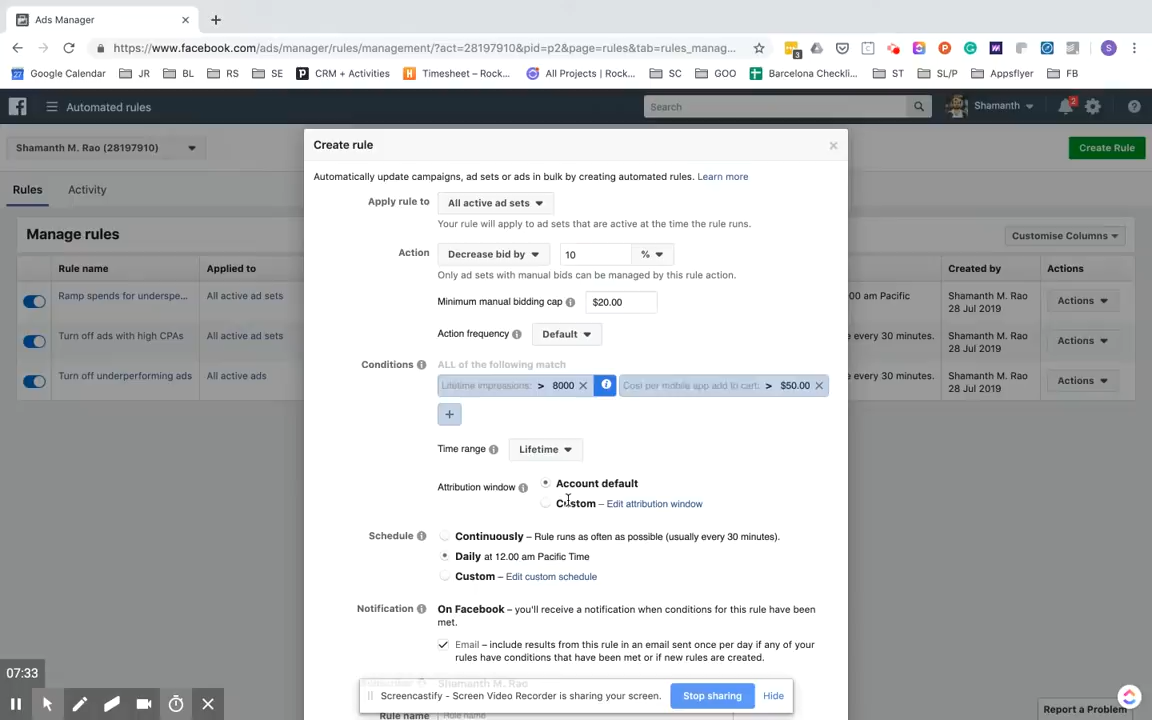 Ads Manager
https://www.facebook.com/ads/manager/rules/management/?act=28197910&pid=p2&page=rules&tab=rules_manag...
3
S
Google Calendar JR BL RS SE CRM + Activities Timesheet – Rock... All Projects | Rock... SC GOO Barcelona Checkli... ST SL/P Appsflyer FB
Automated rules
Search
Shamanth
2
Shamanth M. Rao (28197910)
Create Rule
Rules
Activity
Manage rules
Customise Columns
Rule name
Applied to
Created by
Actions
Ramp spends for underspe...
All active ad sets
00 am Pacific
Shamanth M. Rao
28 Jul 2019
Actions
Turn off ads with high CPAs
All active ad sets
e every 30 minutes.
Shamanth M. Rao
28 Jul 2019
Actions
Turn off underperforming ads
All active ads
e every 30 minutes.
Shamanth M. Rao
28 Jul 2019
Actions
Create rule
Automatically update campaigns, ad sets or ads in bulk by creating automated rules. Learn more
Apply rule to All active ad sets
Your rule will apply to ad sets that are active at the time the rule runs.
Action Decrease bid by 10 %
Only ad sets with manual bids can be managed by this rule action.
Minimum manual bidding cap $20.00
Action frequency Default
Conditions ALL of the following match
Lifetime impressions: > 8000 Cost per mobile app add to cart: > $50.00
Time range Lifetime
Attribution window Account default
Custom – Edit attribution window
Schedule Continuously – Rule runs as often as possible (usually every 30 minutes).
Daily at 12.00 am Pacific Time
Custom – Edit custom schedule
Notification On Facebook – you'll receive a notification when conditions for this rule have been
met.
Email – include results from this rule in an email sent once per day if any of your
rules have conditions that have been met or if new rules are created.
Subscriber Shamanth M. Rao
Rule name Rule name
Screencastify - Screen Video Recorder is sharing your screen. Stop sharing Hide
07:33
Report a Problem